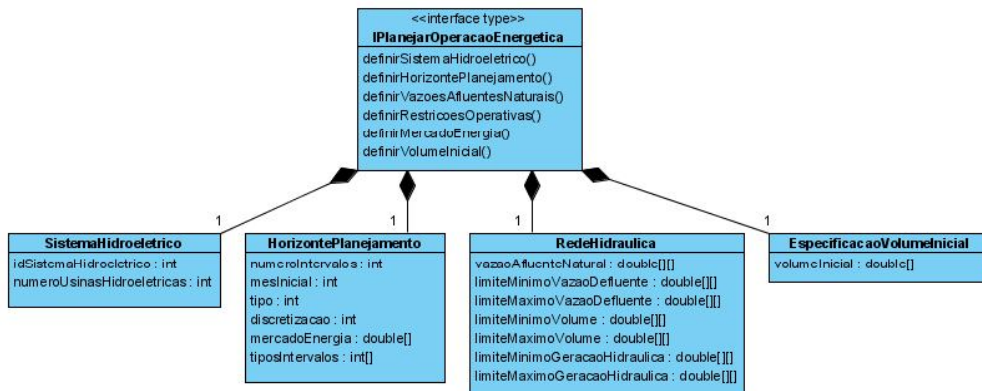 <<interface type>>
IPlanejarOperacaoEnergetica
definirSistemaHidroeletrico()
definirHorizontePlanejamento()
definirVazoesAfluentesNaturais()
definirRestricoesOperativas()
definirMercadoEnergia()
definirVolumeInicial()
1
1
1
1
SistemaHidroeletrico
idSistemaHidroeletrico : int
numeroUsinasHidroeletricas : int
HorizontePlanejamento
numeroIntervalos : int
mesInicial : int
tipo : int
discretizacao : int
mercadoEnergia : double[]
tiposIntervalos : int[]
RedeHidraulica
vazaoAfluenteNatural : double[][]
limiteMinimoVazaoDefluente : double[][]
limiteMaximoVazaoDefluente : double[][]
limiteMinimoVolume : double[][]
limiteMaximoVolume : double[][]
limiteMinimoGeracaoHidraulica : double[][]
limiteMaximoGeracaoHidraulica : double[][]
EspecificacaoVolumeInicial
volumeInicial : double[]